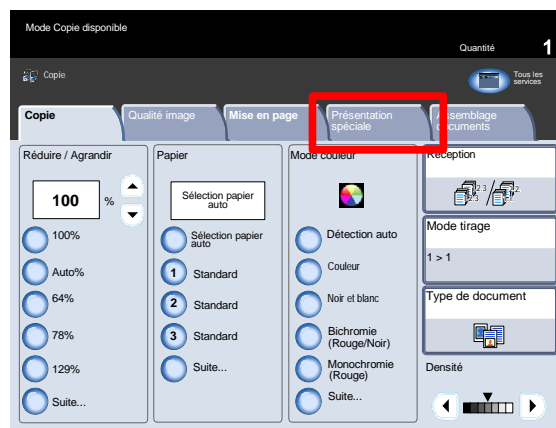 Mode Copie disponible
Quantité 1
Copie
Tous les
services
Copie
Qualité image
Mise en page
Présentation
spéciale
Assemblage
documents
Réduire / Agrandir
100 %
100%
Auto%
64%
78%
129%
Suite...
Papier
Sélection papier
auto
Sélection papier
auto
1 Standard
2 Standard
3 Standard
Suite...
Mode couleur
Détection auto
Couleur
Noir et blanc
Bichromie
(Rouge/Noir)
Monochromie
(Rouge)
Suite...
Réception
Mode tirage
1 > 1
Type de document
Densité